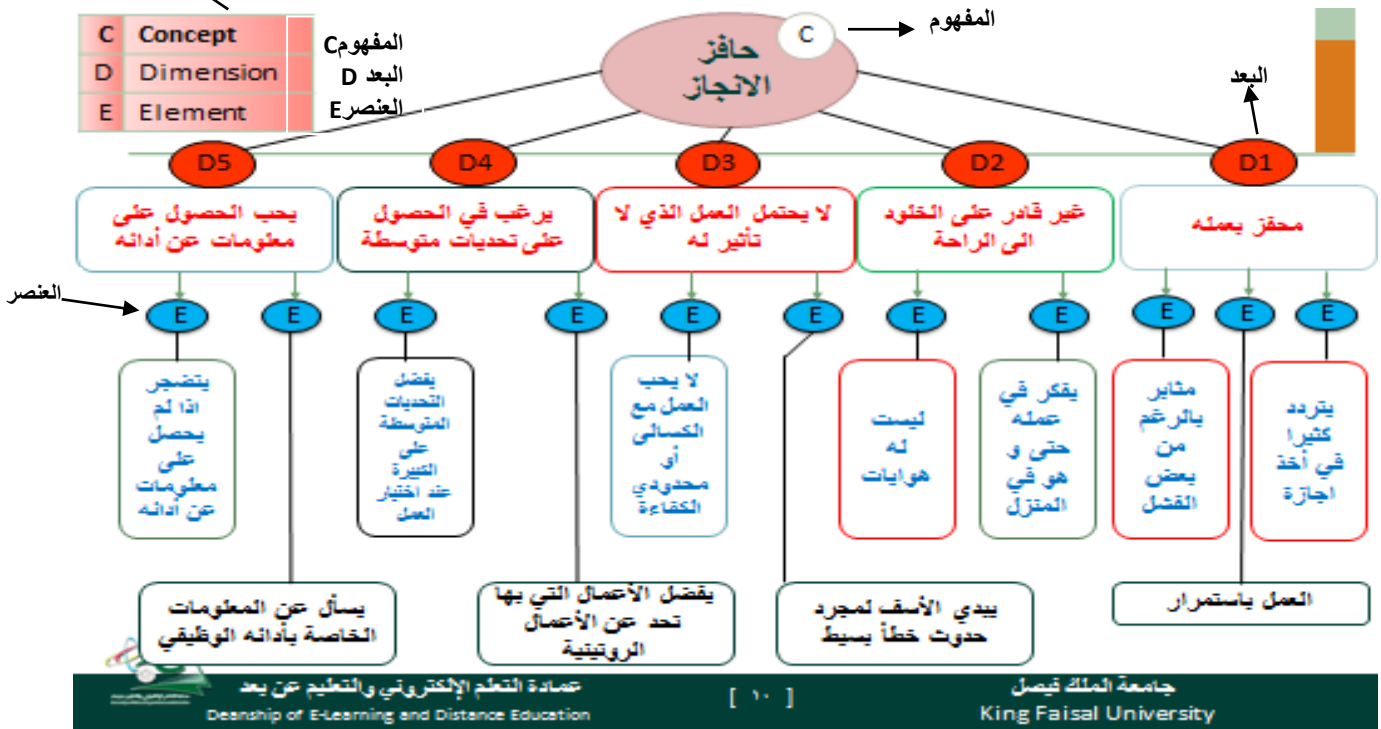 C Concept
D Dimension
E Element
المفهومC
البعد D
العنصرE
C
حافز
الانجاز
المفهوم
البعد
D5
D4
D3
D2
D1
يحب الحصول على
معلومات عن أدائه
يرغب في الحصول
على تحديات متوسطة
لا يحتمل العمل الذي لا
تأثير له
غير قادر على الخلود
الى الراحة
محفز بعمله
العنصر
E
E
E
E
E
E
E
E
E
E
E
يتضجر
اذا لم
يحصل
على
معلومات
عن أدائه
يفضل
التحديات
المتوسطة
على
الكبيرة
عند اختيار
العمل
لا يحب
العمل مع
الكسالى
أو
محدودي
الكفاءة
ليست
له
هوايات
يفكر في
عمله
حتى و
هو في
المنزل
مثابر
بالرغم
من
بعض
الفشل
يتردد
كثيرا
في أخذ
اجازة
يسأل عن المعلومات
الخاصة بأدائه الوظيفي
يفضل الأعمال التي بها
تحد عن الأعمال
الروتينية
يبدي الأسف لمجرد
حدوث خطأ بسيط
العمل باستمرار
عمادة التعلم الإلكتروني والتعليم عن بعد
Deanship of E-Learning and Distance Education
[ ١٠ ]
جامعة الملك فيصل
King Faisal University